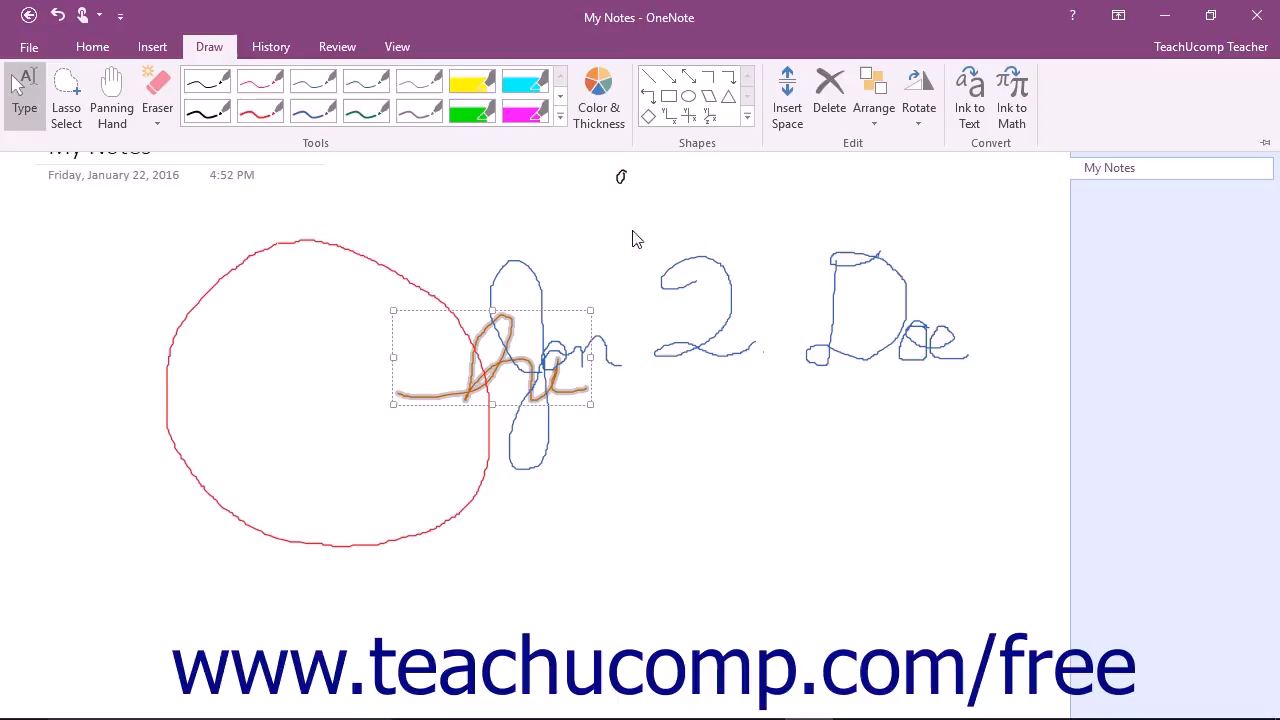 My Notes - OneNote
?
File Home Insert Draw History Review View
TeachUcomp Teacher
Type
Lasso Select
Panning Hand
Eraser
Color & Thickness
Insert Space
Delete
Arrange
Rotate
Ink to Text
Ink to Math
Tools
Shapes
Edit
Convert
My Notes
Friday, January 22, 2016 4:52 PM
My Notes
2
www.teachucomp.com/free